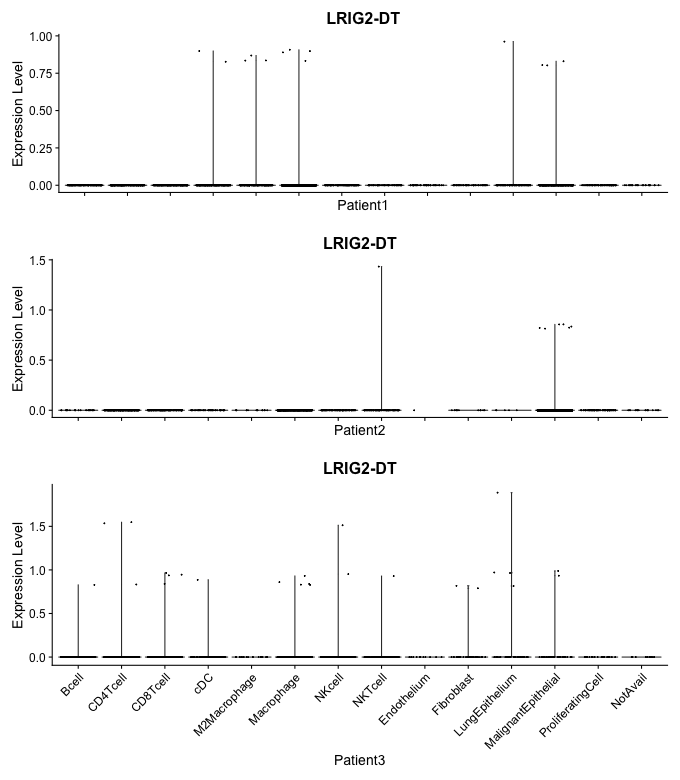 LRIG2-DT
Expression Level
1.00
0.75
0.50
0.25
0.00
Patient1
LRIG2-DT
Expression Level
1.5
1.0
0.5
0.0
Patient2
LRIG2-DT
Expression Level
1.5
1.0
0.5
0.0
Bcell
CD4Tcell
CD8Tcell
cDC
M2Macrophage
Macrophage
NKcell
NKTcell
Endothelium
Fibroblast
LungEpithelium
MalignantEpithelial
ProliferatingCell
NotAvail
Patient3